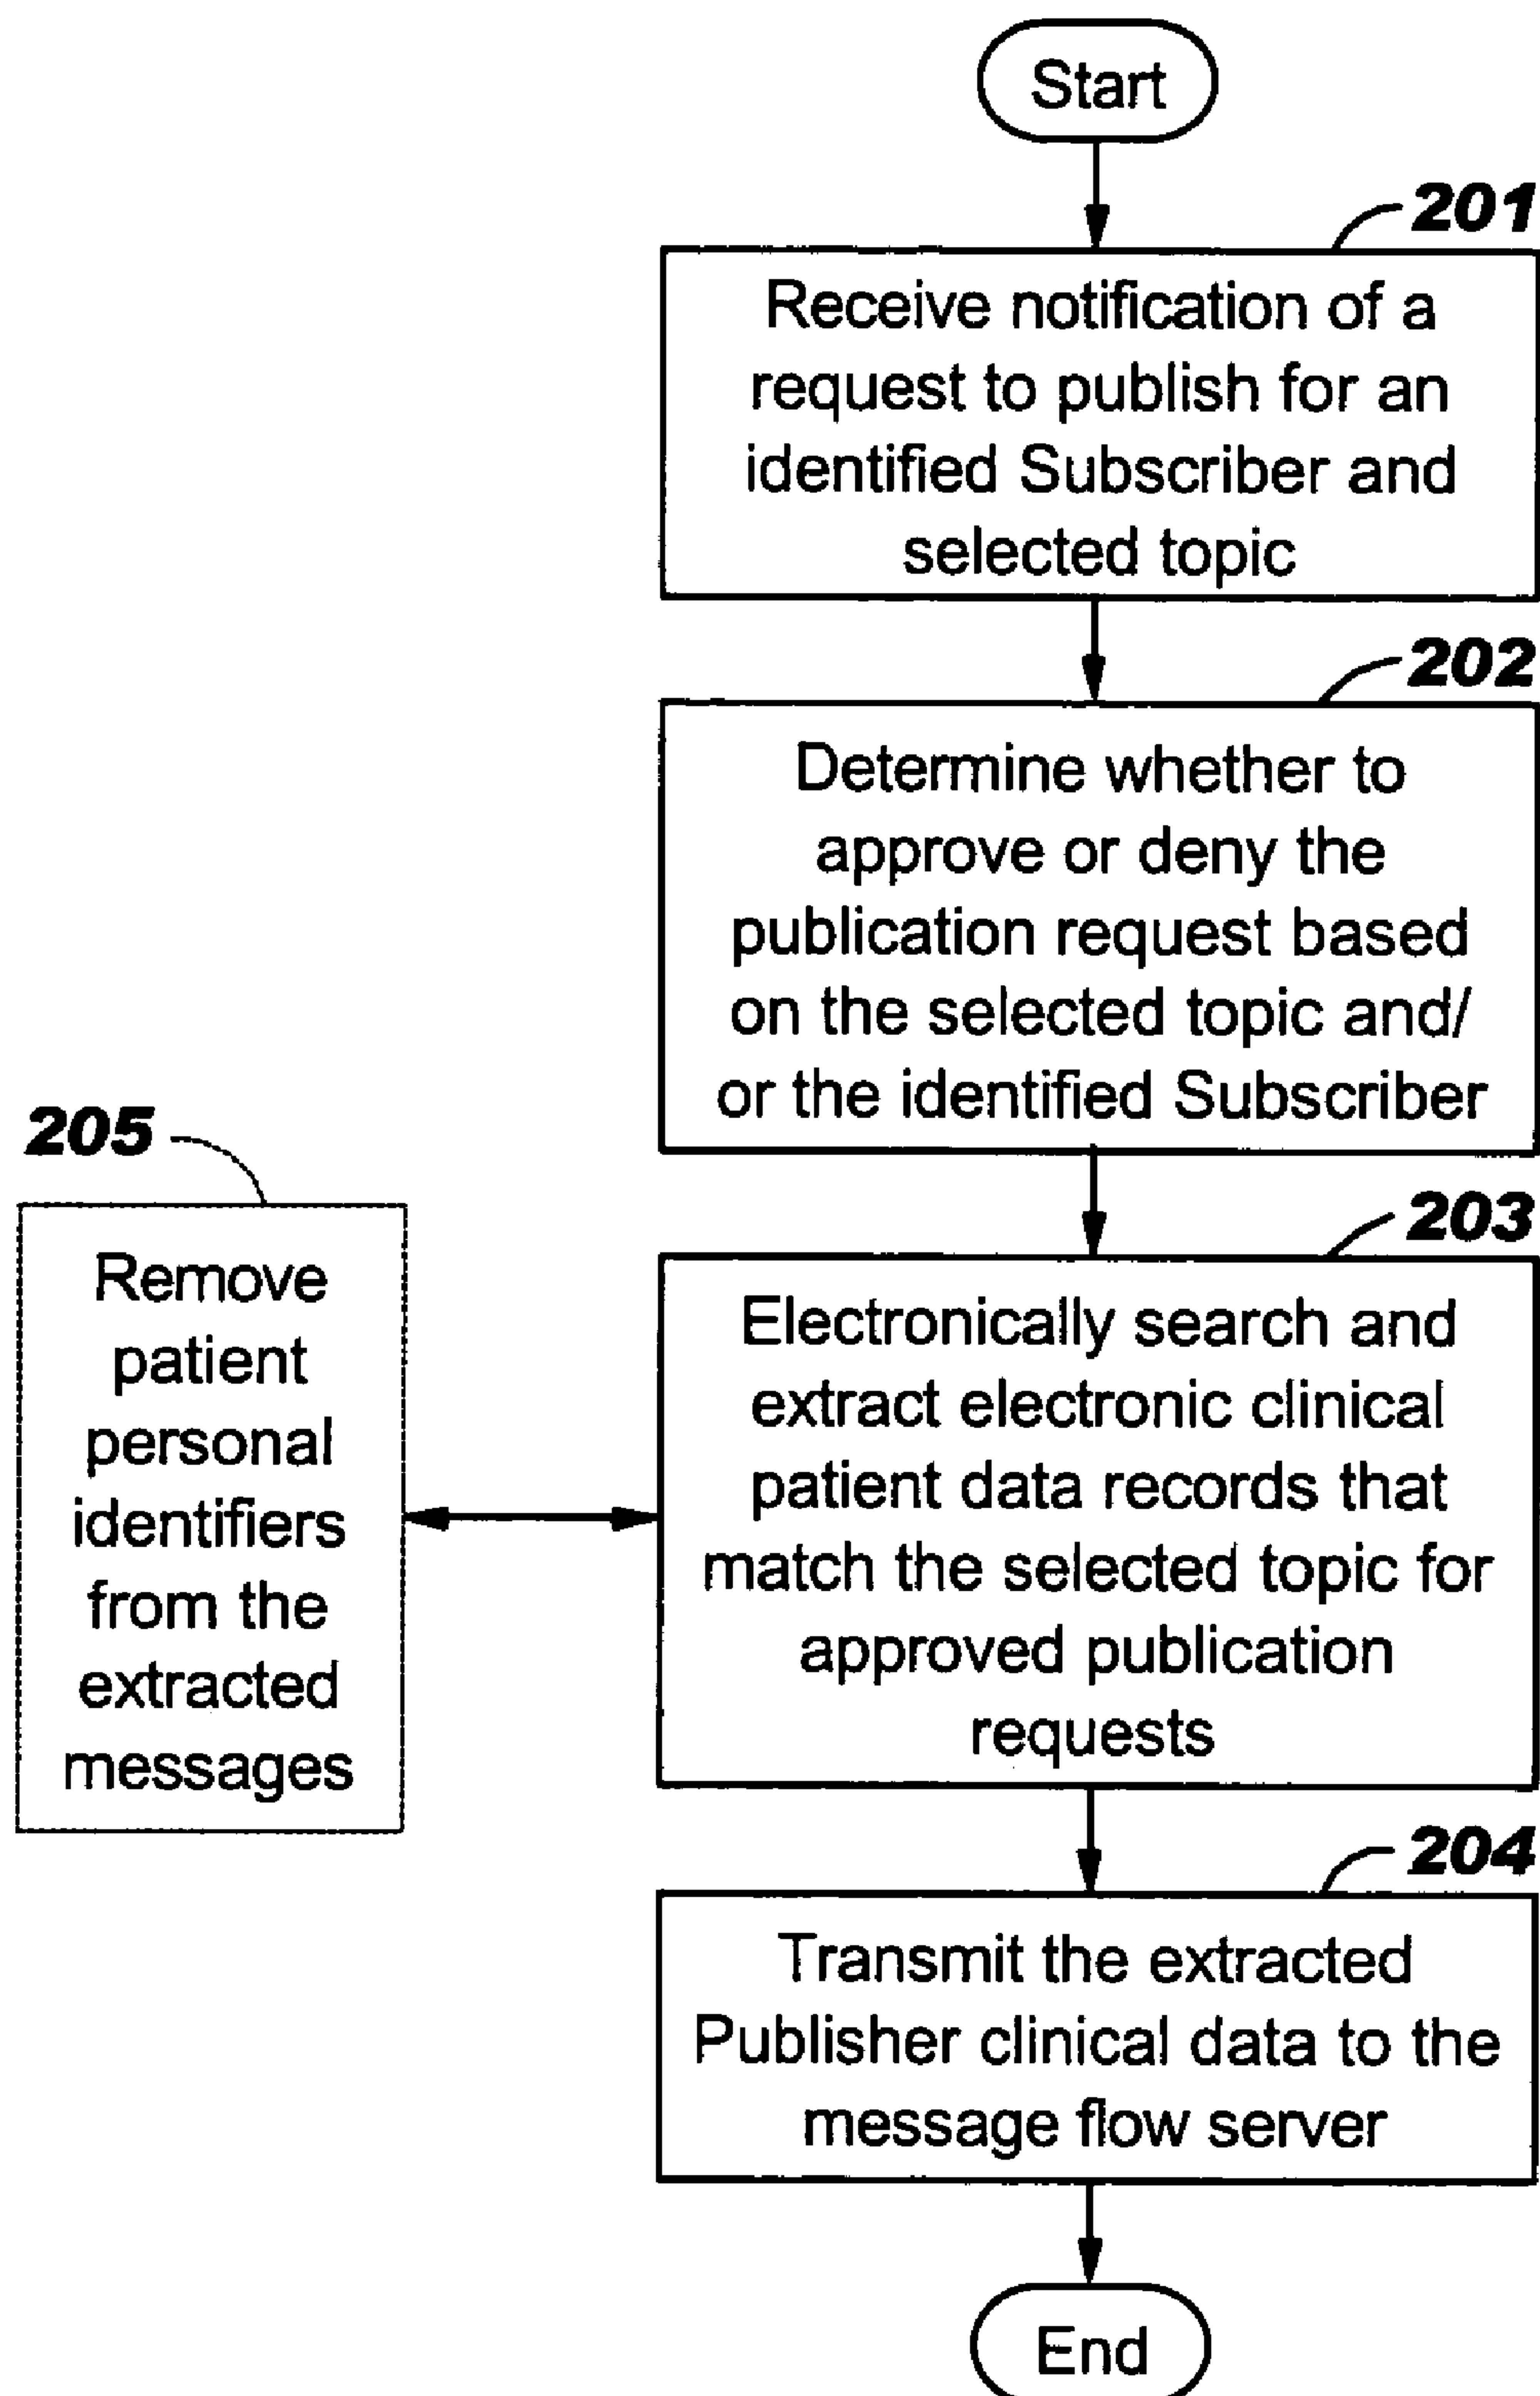 Start
201
Receive notification of a
request to publish for an
identified Subscriber and
selected topic
202
Determine whether to
approve or deny the
publication request based
on the selected topic and/
or the identified Subscriber
205
Remove
patient
personal
identifiers
from the
extracted
messages
203
Electronically search and
extract electronic clinical
patient data records that
match the selected topic for
approved publication
requests
204
Transmit the extracted
Publisher clinical data to the
message flow server
End